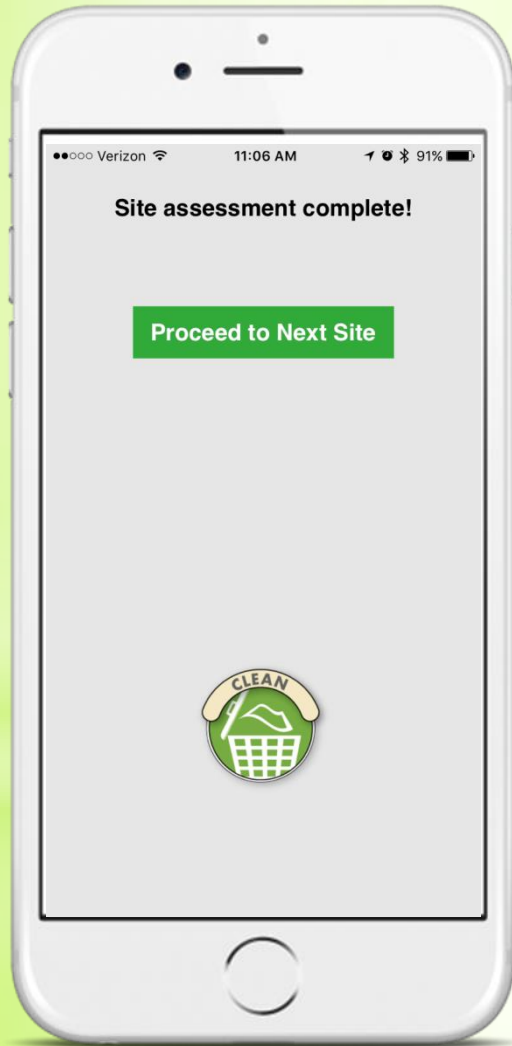 Verizon 11:06 AM 91%
Site assessment complete!
Proceed to Next Site
CLEAN